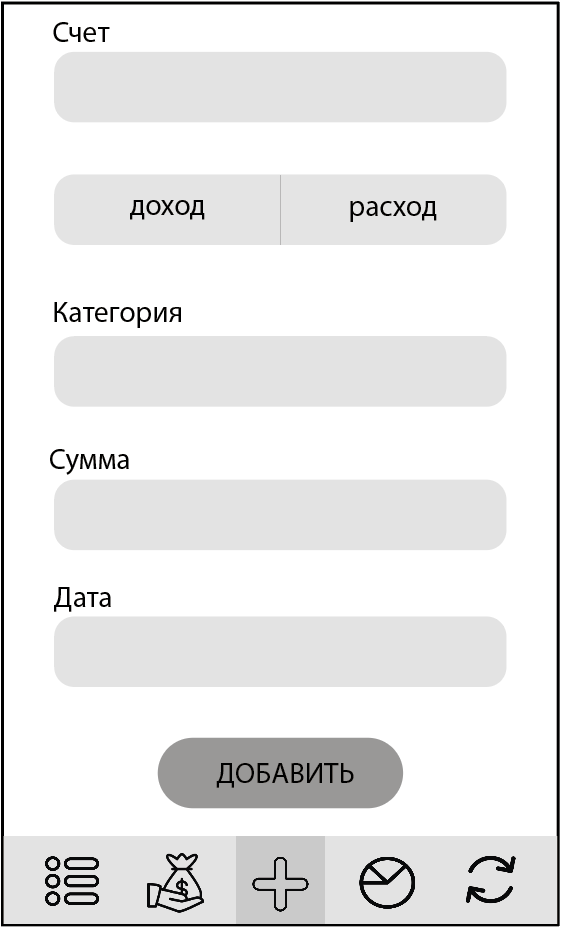 Счет
доход расход
Категория
Сумма
Дата
ДОБАВИТЬ
$